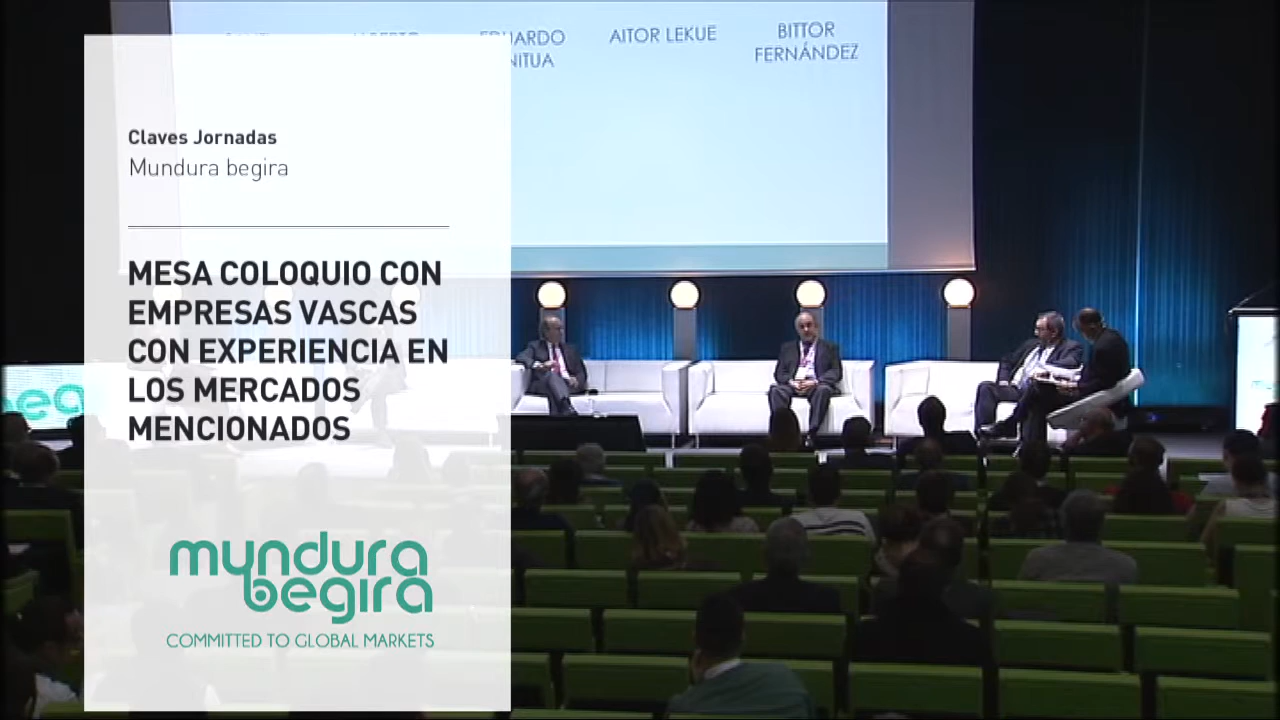 EDUARDO
AITOR LEKUE
BITTOR
FERNÁNDEZ
Claves Jornadas
Mundura begira
MESA COLOQUIO CON
EMPRESAS VASCAS
CON EXPERIENCIA EN
LOS MERCADOS
MENCIONADOS
mundura
begira
COMMITTED TO GLOBAL MARKETS